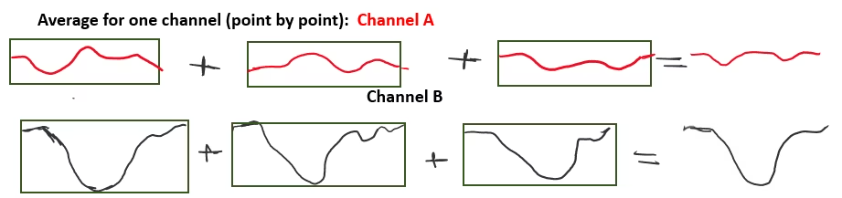 Average for one channel (point by point): Channel A
+ + =
Channel B
+ + =